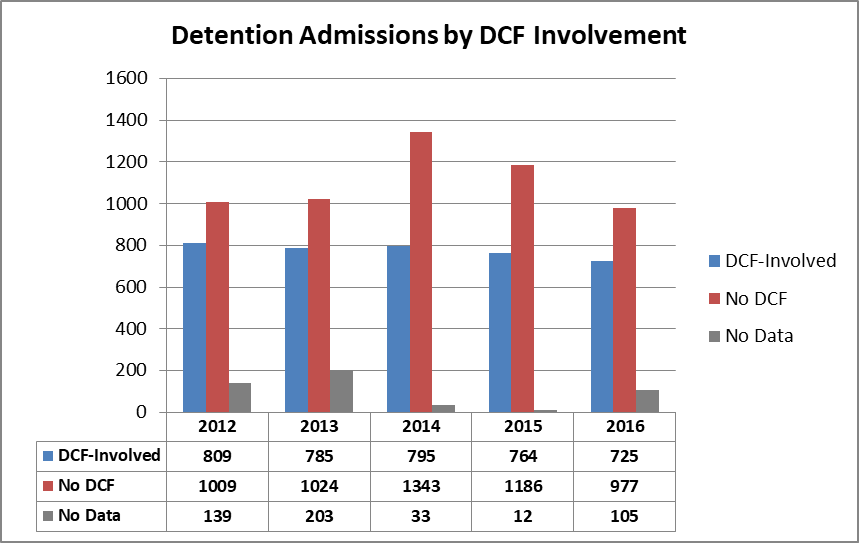 Detention Admissions by DCF Involvement
1600
1400
1200
1000
800
600
400
200
0
DCF-Involved
No DCF
No Data
2012 2013 2014 2015 2016
DCF-Involved 809 785 795 764 725
No DCF 1009 1024 1343 1186 977
No Data 139 203 33 12 105